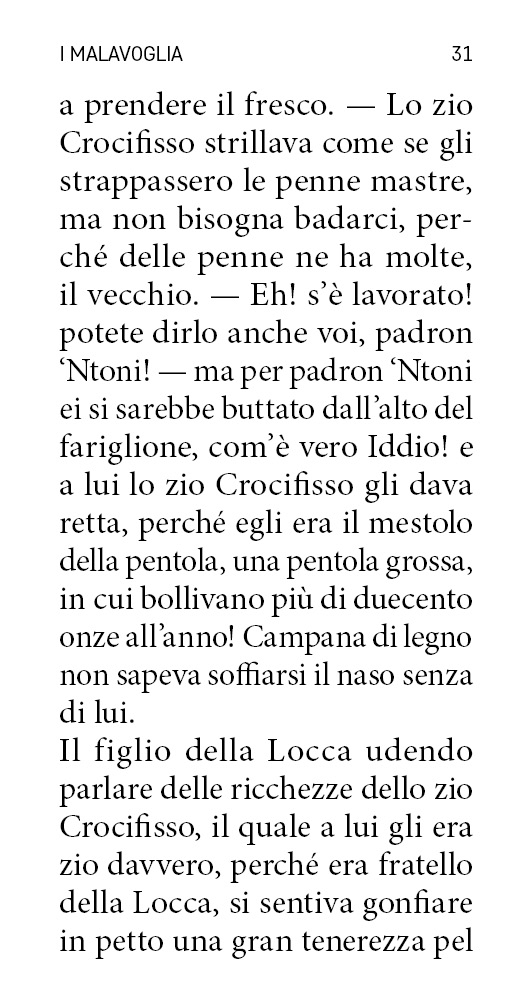 I MALAVOGLIA 31
a prendere il fresco. — Lo zio
Crocifisso strillava come se gli
strappassero le penne mastre,
ma non bisogna badarci, per-
ché delle penne ne ha molte,
il vecchio. — Eh! s’è lavorato!
potete dirlo anche voi, padron
‘Ntoni! — ma per padron ‘Ntoni
ei si sarebbe buttato dall’alto del
fariglione, com’è vero Iddio! e
a lui lo zio Crocifisso gli dava
retta, perché egli era il mestolo
della pentola, una pentola grossa,
in cui bollivano più di duecento
onze all’anno! Campana di legno
non sapeva soffiarsi il naso senza
di lui.
Il figlio della Locca udendo
parlare delle ricchezze dello zio
Crocifisso, il quale a lui gli era
zio davvero, perché era fratello
della Locca, si sentiva gonfiare
in petto una gran tenerezza pel